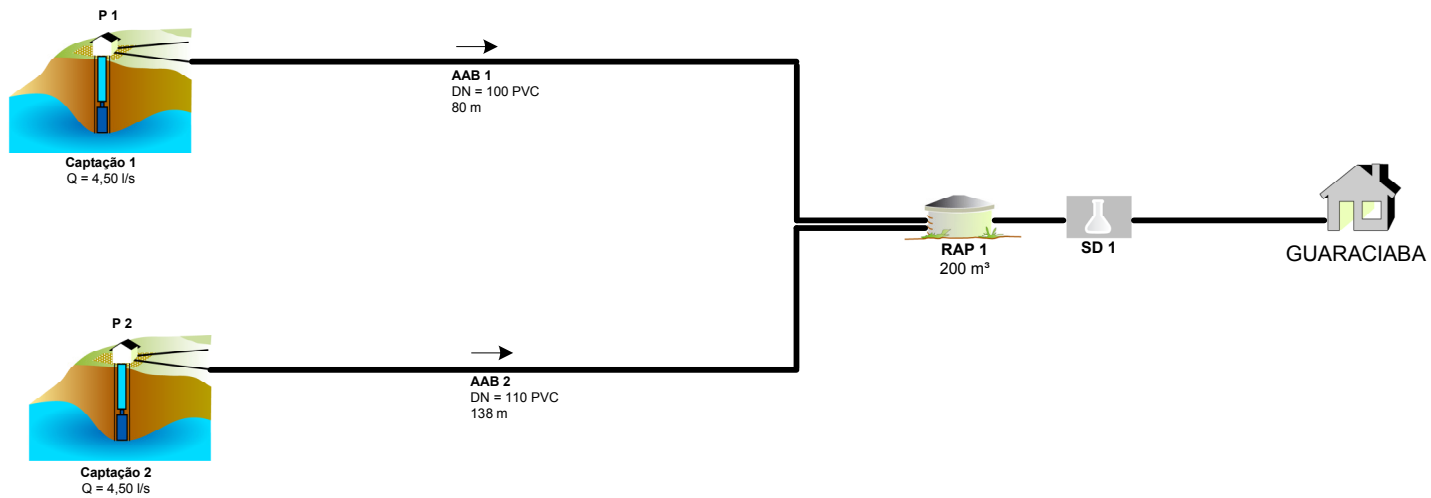 P 1
AAB 1
DN = 100 PVC
80 m
Captação 1
Q = 4,50 l/s
RAP 1
200 m³
SD 1
GUARACIABA
P 2
AAB 2
DN = 110 PVC
138 m
Captação 2
Q = 4,50 l/s